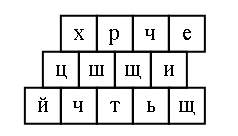 х р ч е
ц ш щ и
й ч т ь щ